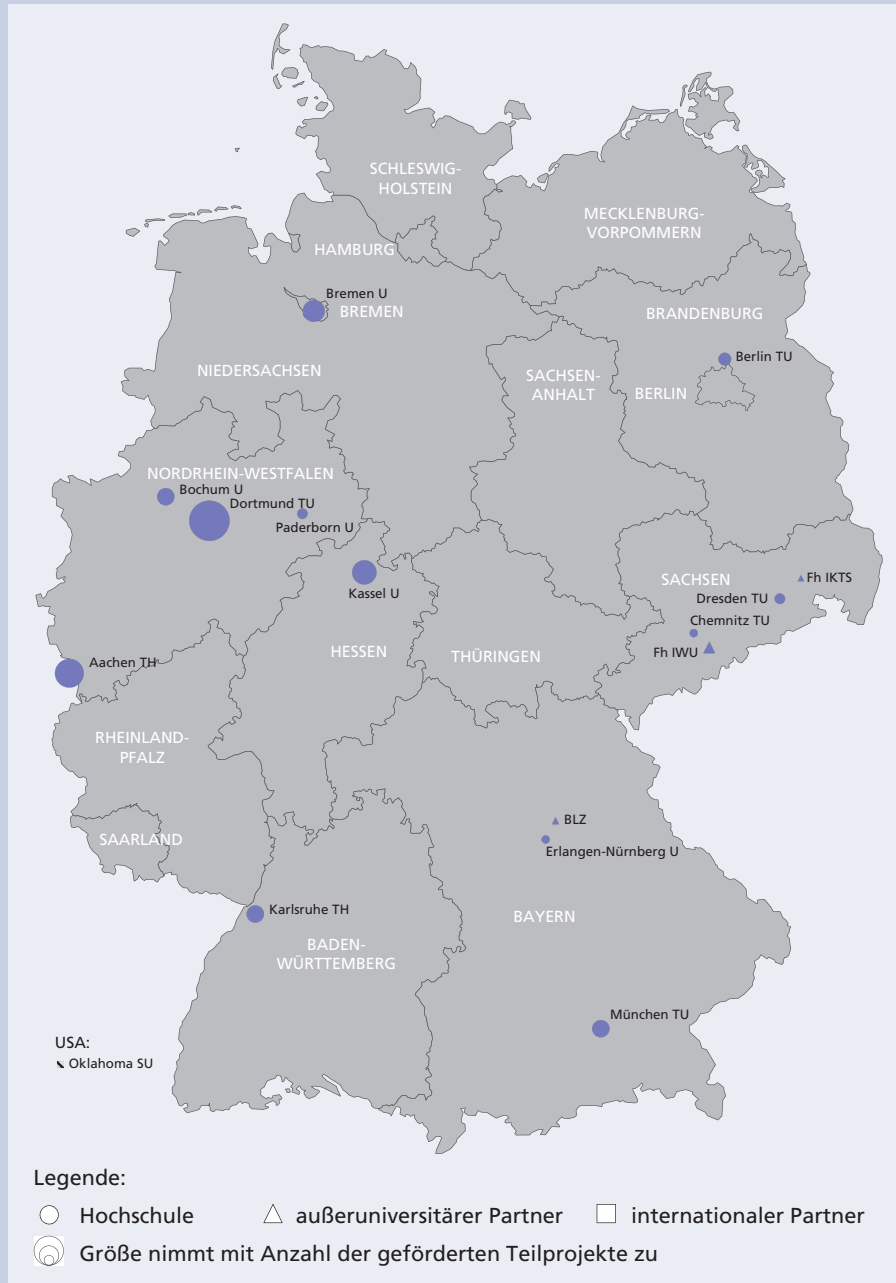 SCHLESWIG-
HOLSTEIN
MECKLENBURG-
VORPOMMERN
HAMBURG
Bremen U
BREMEN
BRANDENBURG
Berlin TU
NIEDERSACHSEN
SACHSEN-
ANHALT
BERLIN
NORDRHEIN-WESTFALEN
Bochum U
Dortmund TU
Paderborn U
Kassel U
SACHSEN
Fh IKTS
Dresden TU
Chemnitz TU
Fh IWU
HESSEN
THÜRINGEN
Aachen TH
RHEINLAND-
PFALZ
SAARLAND
BLZ
Erlangen-Nürnberg U
Karlsruhe TH
BAYERN
BADEN-
WÜRTTEMBERG
München TU
USA:
Oklahoma SU
Legende:
Hochschule
außeruniversitärer Partner
internationaler Partner
Größe nimmt mit Anzahl der geförderten Teilprojekte zu